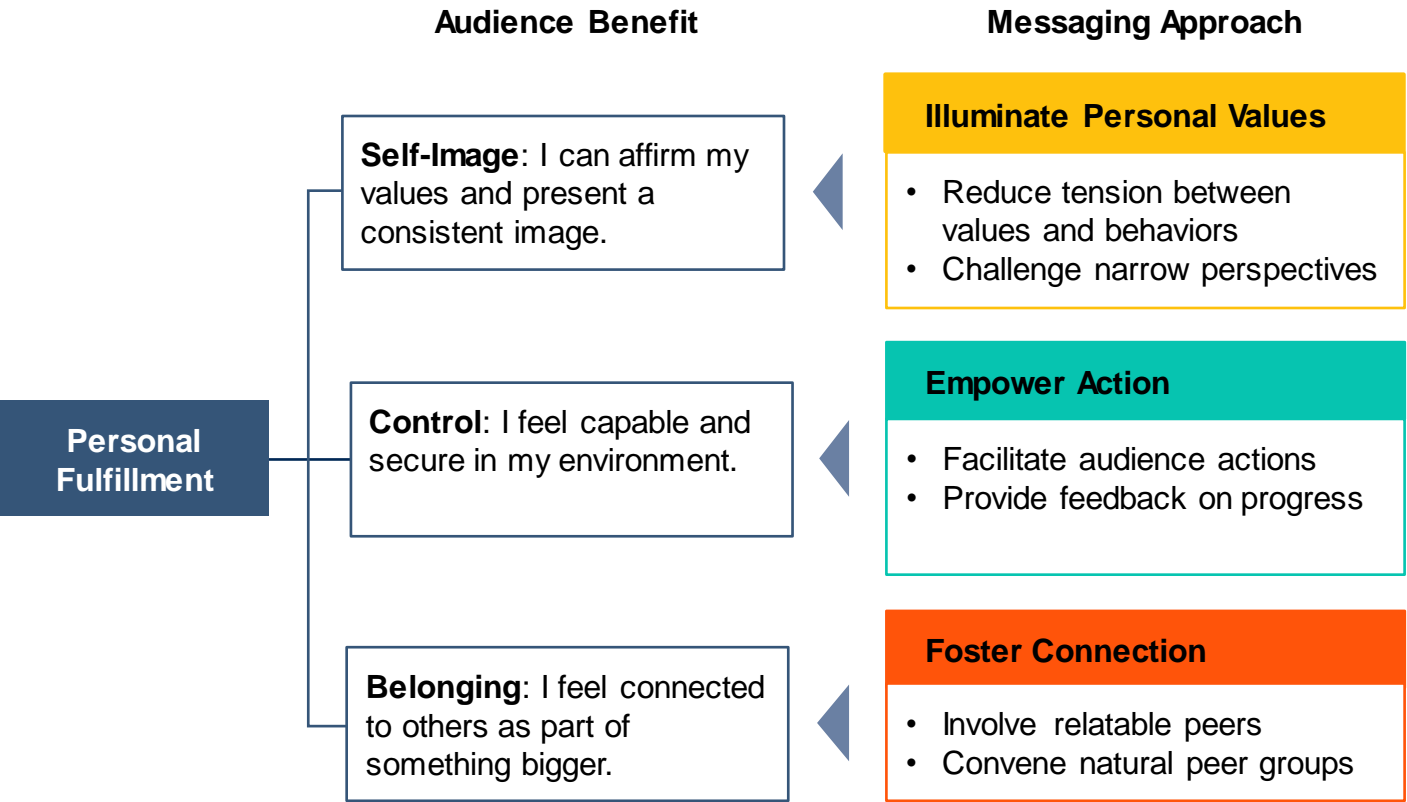 Audience Benefit
Messaging Approach
Personal
Fulfillment
Self-Image: I can affirm my
values and present a
consistent image.
Illuminate Personal Values
• Reduce tension between
values and behaviors
• Challenge narrow perspectives
Control: I feel capable and
secure in my environment.
Empower Action
• Facilitate audience actions
• Provide feedback on progress
Belonging: I feel connected
to others as part of
something bigger.
Foster Connection
• Involve relatable peers
• Convene natural peer groups